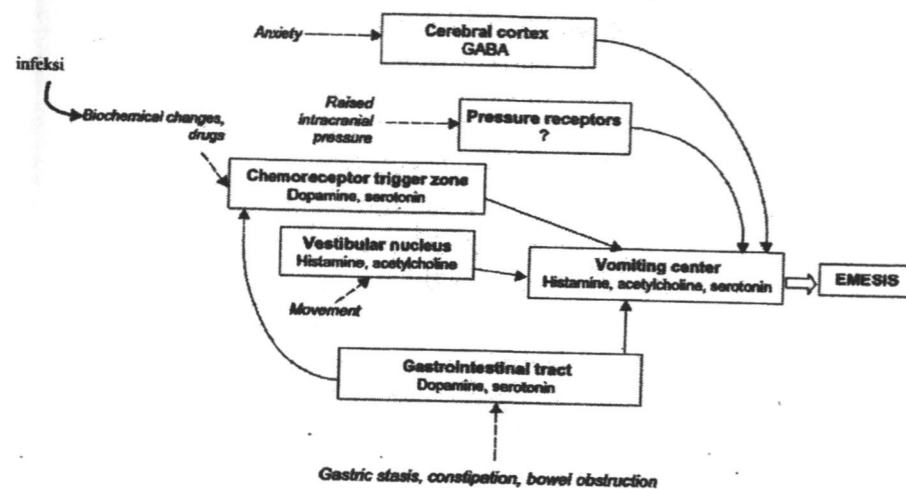 Anxiety
Cerebral cortex
GABA
infeksi
Biochemical changes,
drugs
Raised
intracranial
pressure
Pressure receptors
?
Chemoreceptor trigger zone
Dopamine, serotonin
Vestibular nucleus
Histamine, acetylcholine
Movement
Vomiting center
Histamine, acetylcholine, serotonin
EMESIS
Gastrointestinal tract
Dopamine, serotonin
Gastric stasis, constipation, bowel obstruction